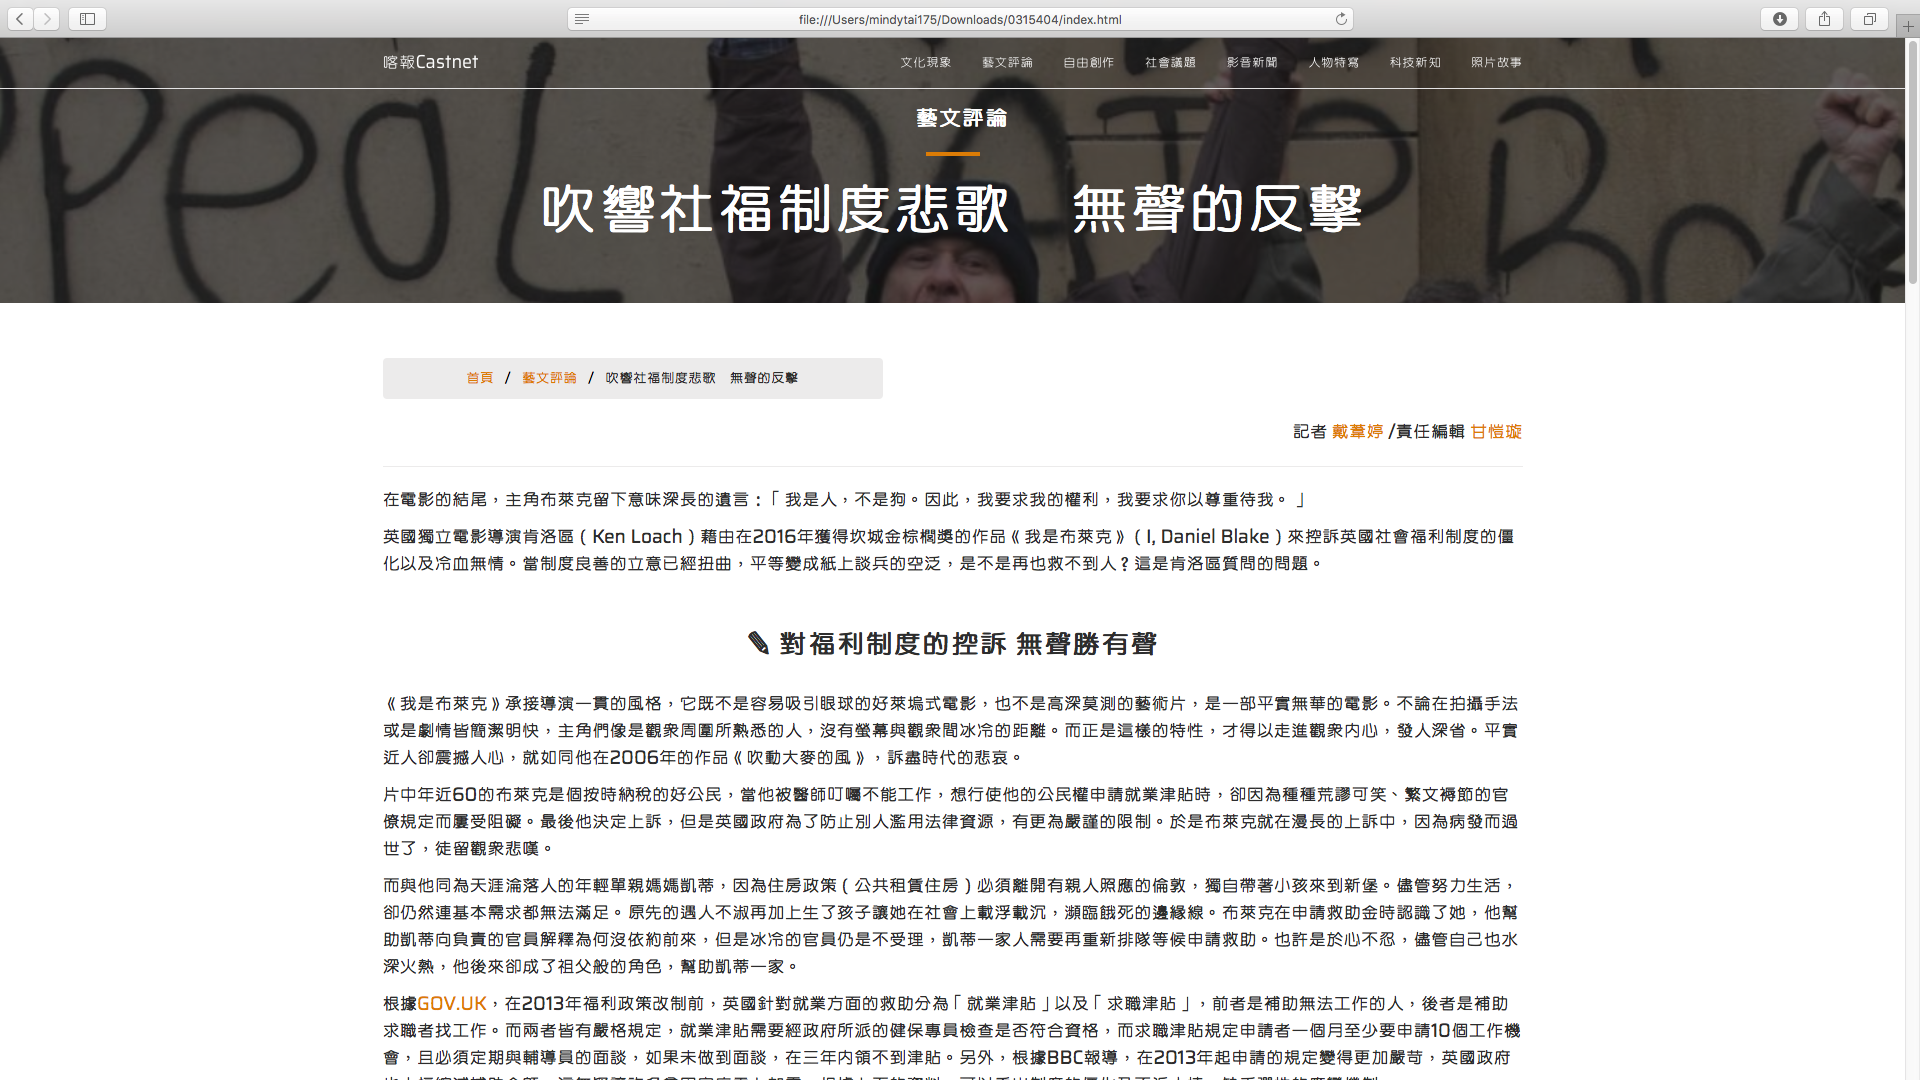 file:///Users/mindytai175/Downloads/0315404/index.html
喀報Castnet
文化現象 藝文評論 自由創作 社會議題 影音新聞 人物特寫 科技新知 照片故事
藝文評論
吹響社福制度悲歌　無聲的反擊
首頁 / 藝文評論 / 吹響社福制度悲歌　無聲的反擊
記者 戴葦婷 /責任編輯 甘愷璇
在電影的結尾，主角布萊克留下意味深長的遺言：「 我是人，不是狗。因此，我要求我的權利，我要求你以尊重待我。 」
英國獨立電影導演肯洛區（ Ken Loach ）藉由在2016年獲得坎城金棕櫚獎的作品《 我是布萊克 》（ I, Daniel Blake ）來控訴英國社會福利制度的僵
化以及冷血無情。當制度良善的立意已經扭曲，平等變成紙上談兵的空泛，是不是再也救不到人？這是肯洛區質問的問題。
✎ 對福利制度的控訴 無聲勝有聲
《 我是布萊克 》承接導演一貫的風格，它既不是容易吸引眼球的好萊塢式電影，也不是高深莫測的藝術片，是一部平實無華的電影。不論在拍攝手法
或是劇情皆簡潔明快，主角們像是觀眾周圍所熟悉的人，沒有螢幕與觀眾間冰冷的距離。而正是這樣的特性，才得以走進觀眾內心，發人深省。平實
近人卻震撼人心，就如同他在2006年的作品《 吹動大麥的風 》，訴盡時代的悲哀。
片中年近60的布萊克是個按時納稅的好公民，當他被醫師叮囑不能工作，想行使他的公民權申請就業津貼時，卻因為種種荒謬可笑、繁文褥節的官
僚規定而屢受阻礙。最後他決定上訴，但是英國政府為了防止別人濫用法律資源，有更為嚴謹的限制。於是布萊克就在漫長的上訴中，因為病發而過
世了，徒留觀眾悲嘆。
而與他同為天涯淪落人的年輕單親媽媽凱蒂，因為住房政策（ 公共租賃住房 ）必須離開有親人照應的倫敦，獨自帶著小孩來到新堡。儘管努力生活，
卻仍然連基本需求都無法滿足。原先的遇人不淑再加上生了孩子讓她在社會上載浮載沉，瀕臨餓死的邊緣線。布萊克在申請救助金時認識了她，他幫
助凱蒂向負責的官員解釋為何沒依約前來，但是冰冷的官員仍是不受理，凱蒂一家人需要再重新排隊等候申請救助。也許是於心不忍，儘管自己也水
深火熱，他後來卻成了祖父般的角色，幫助凱蒂一家。
根據GOV.UK，在2013年福利政策改制前，英國針對就業方面的救助分為「 就業津貼 」以及「 求職津貼 」，前者是補助無法工作的人，後者是補助
求職者找工作。而兩者皆有嚴格規定，就業津貼需要經政府所派的健保專員檢查是否符合資格，而求職津貼規定申請者一個月至少要申請10個工作機
會，且必須定期與輔導員的面談，如果未做到面談，在三年內領不到津貼。另外，根據BBC報導，在2013年起申請的規定變得更加嚴苛，英國政府